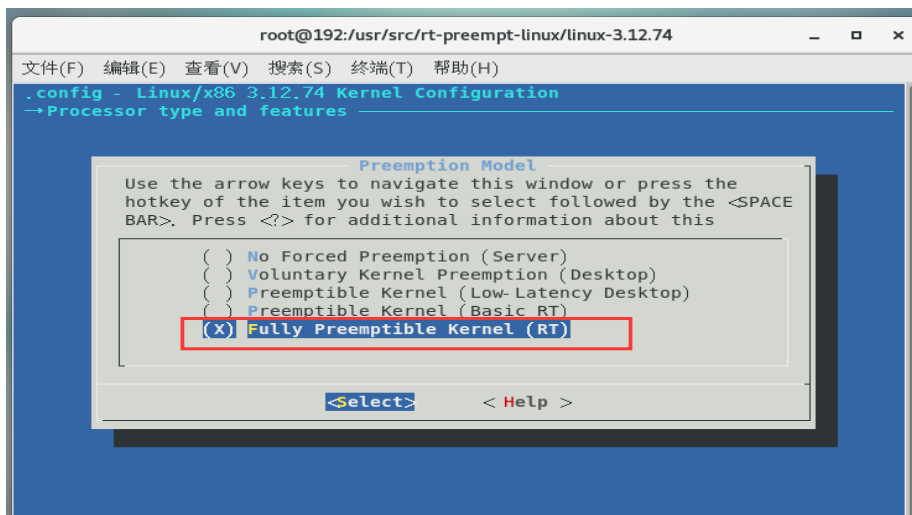 root@192:/usr/src/rt-preempt-linux/linux-3.12.74
文件(F) 编辑(E) 查看(V) 搜索(S) 终端(T) 帮助(H)
.config - Linux/x86 3.12.74 Kernel Configuration
→Processor type and features
Preemption Model
Use the arrow keys to navigate this window or press the
hotkey of the item you wish to select followed by the <SPACE
BAR>. Press <?> for additional information about this
( ) No Forced Preemption (Server)
( ) Voluntary Kernel Preemption (Desktop)
( ) Preemptible Kernel (Low-Latency Desktop)
( ) Preemptible Kernel (Basic RT)
(X) Fully Preemptible Kernel (RT)
<Select> < Help >